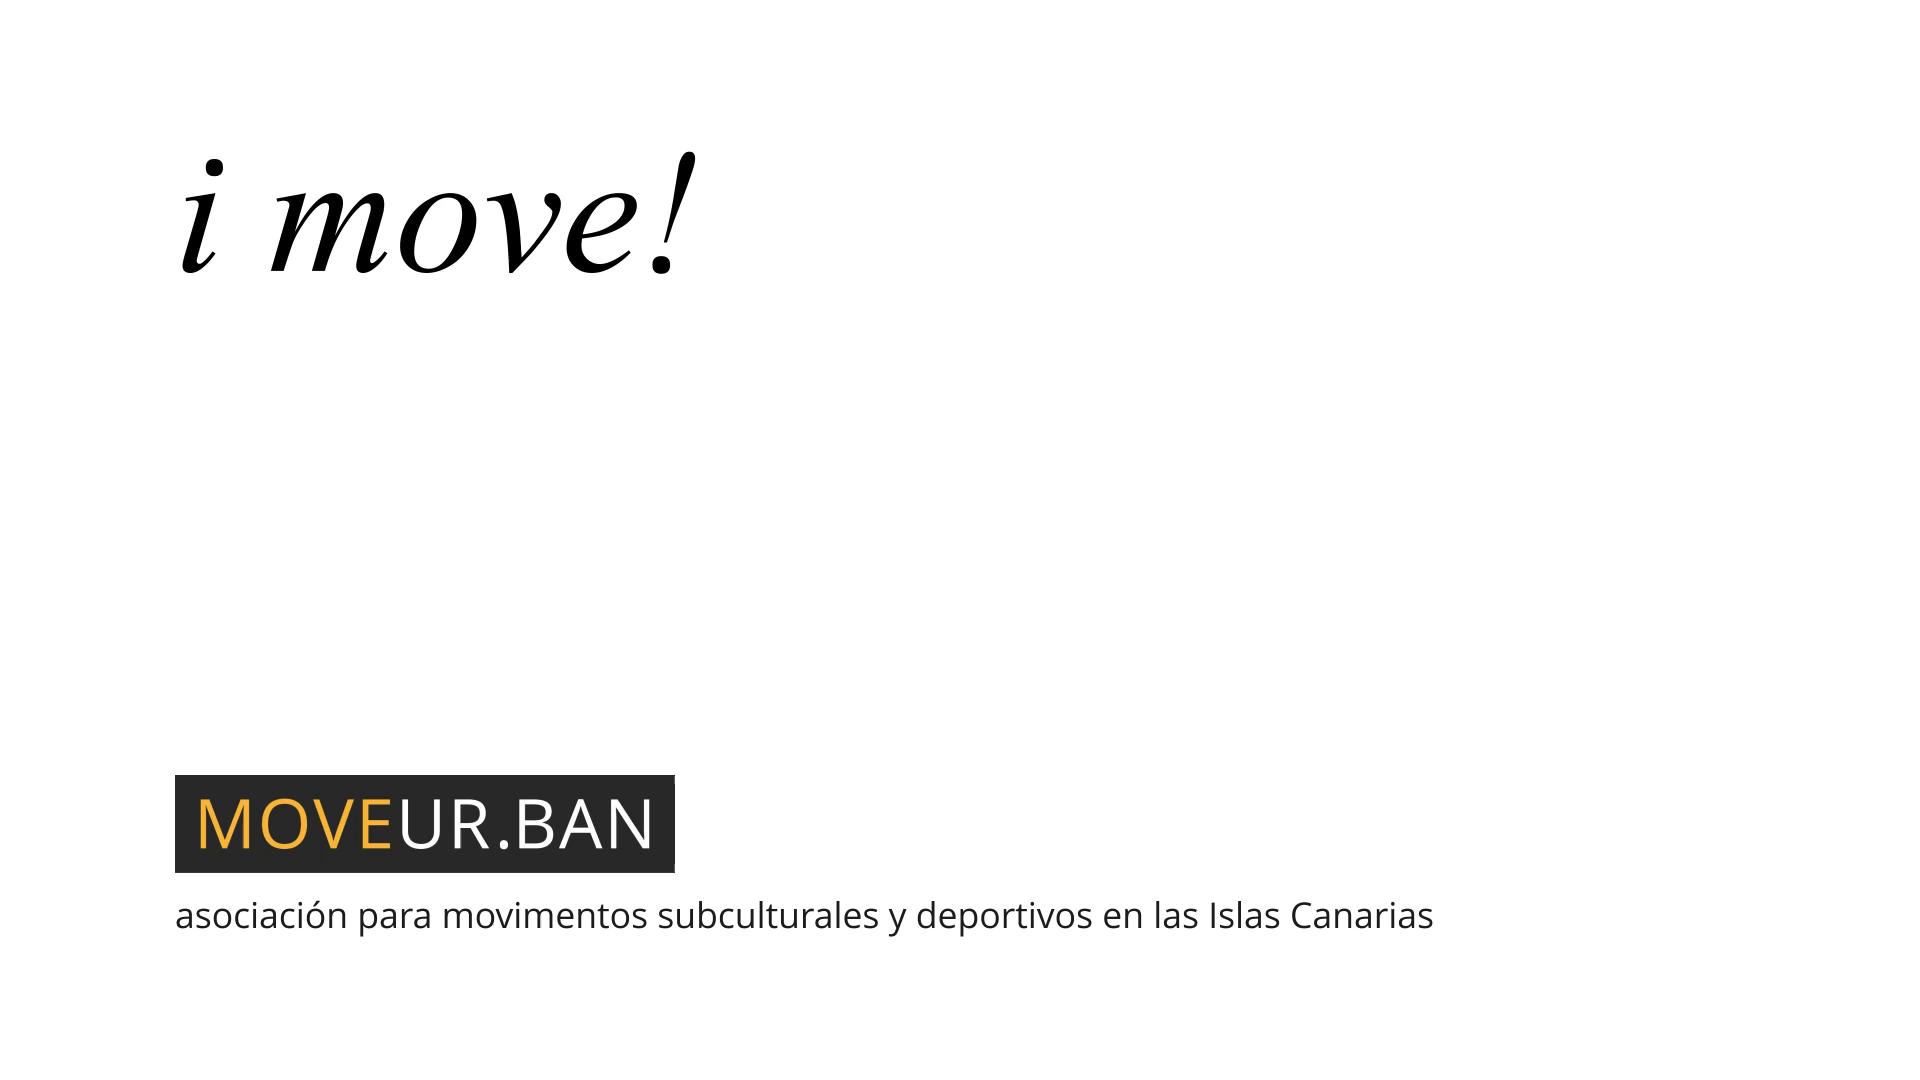 i move!
MOVEUR.BAN
asociación para movimentos subculturales y deportivos en las Islas Canarias